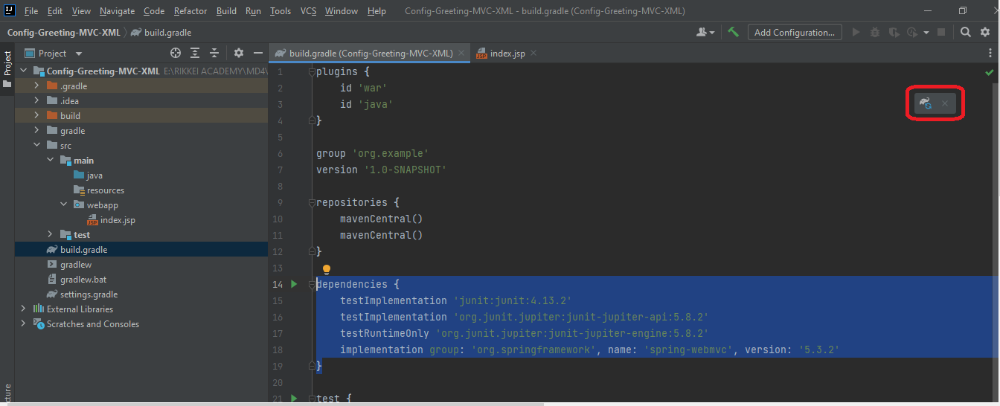 IJ File Edit View Navigate Code Refactor Build Run Tools VCS Window Help Config-Greeting-MVC-XML - build.gradle (Config-Greeting-MVC-XML)
Config-Greeting-MVC-XML build.gradle Add Configuration...
Project Project build.gradle (Config-Greeting-MVC-XML) JSP index.jsp
Config-Greeting-MVC-XML E:\RIKKEI ACADEMY\MD4\
.gradle
.idea
build
gradle
src
main
java
resources
webapp
JSP index.jsp
test
build.gradle
gradlew
gradlew.bat
settings.gradle
External Libraries
Scratches and Consoles
1 plugins {
2 id 'war'
3 id 'java'
4 }
5
6 group 'org.example'
7 version '1.0-SNAPSHOT'
8
9 repositories {
10 mavenCentral()
11 mavenCentral()
12 }
13
14 dependencies {
15 testImplementation 'junit:junit:4.13.2'
16 testImplementation 'org.junit.jupiter:junit-jupiter-api:5.8.2'
17 testRuntimeOnly 'org.junit.jupiter:junit-jupiter-engine:5.8.2'
18 implementation group: 'org.springframework', name: 'spring-webmvc', version: '5.3.2'
19 }
20
21 test {